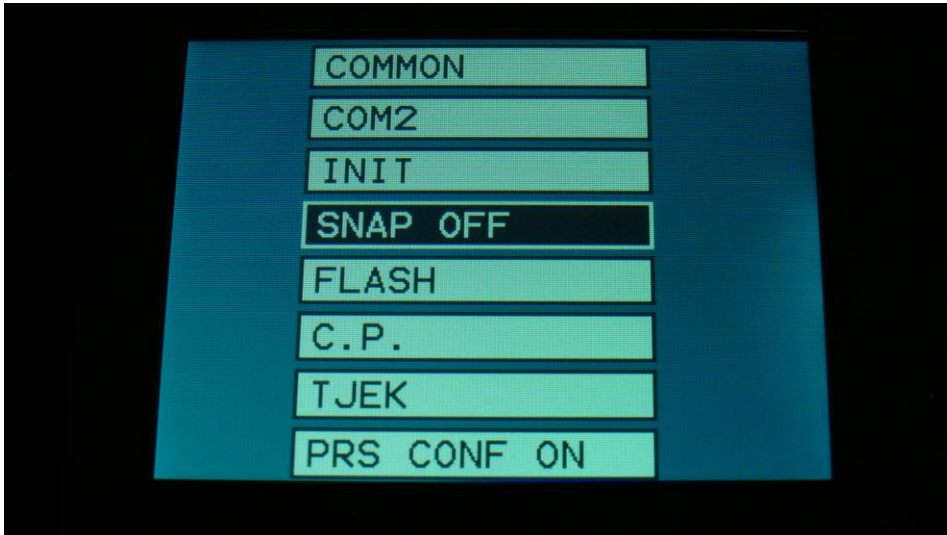 COMMON
COM2
INIT
SNAP OFF
FLASH
C.P.
TJEK
PRS CONF ON